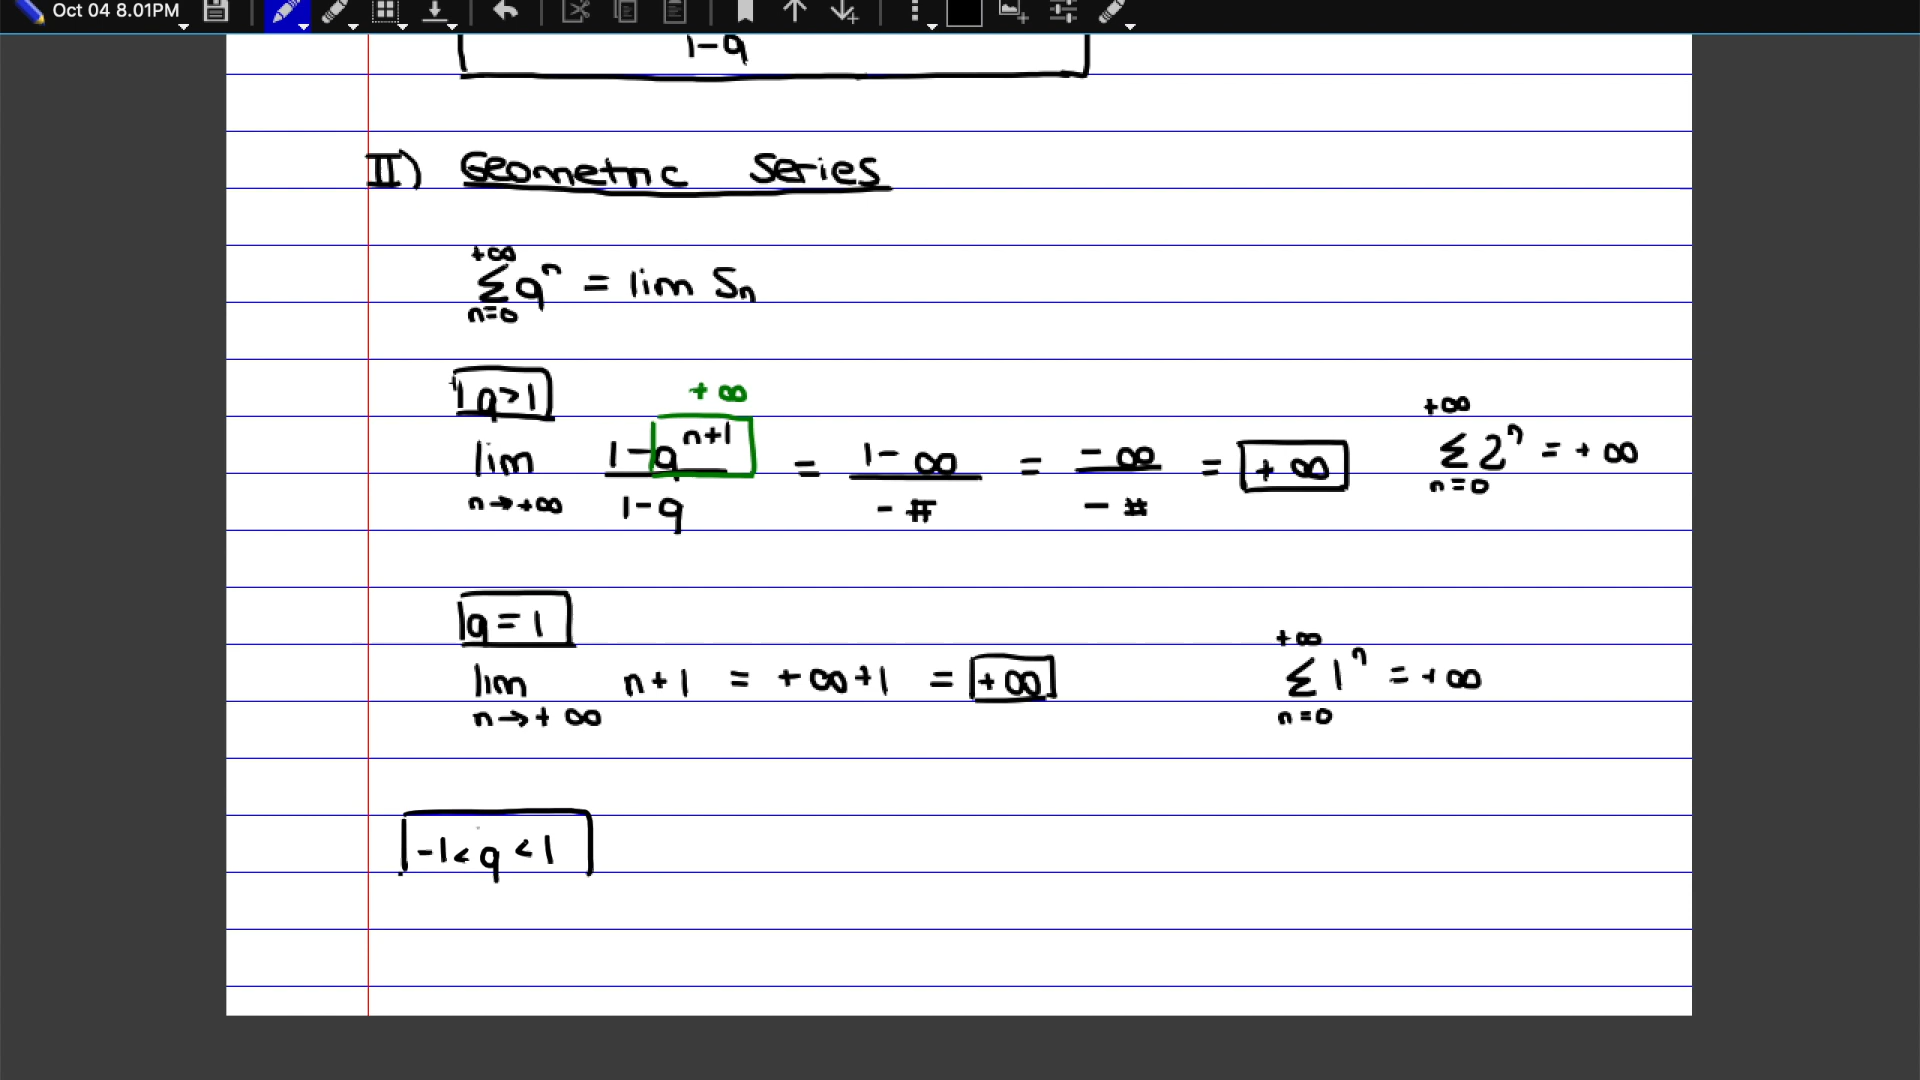 Oct 04 8.01PM
1-q
II) Geometric Series
+∞
Σ qⁿ = lim Sn
n=0
q>1
+∞
lim 1-q^(n+1) / 1-q = 1-∞ / -# = -∞ / -# = +∞
n→+∞
+∞
Σ 2ⁿ = +∞
n=0
q=1
lim n+1 = +∞+1 = +∞
n→+∞
+∞
Σ 1ⁿ = +∞
n=0
-1<q<1